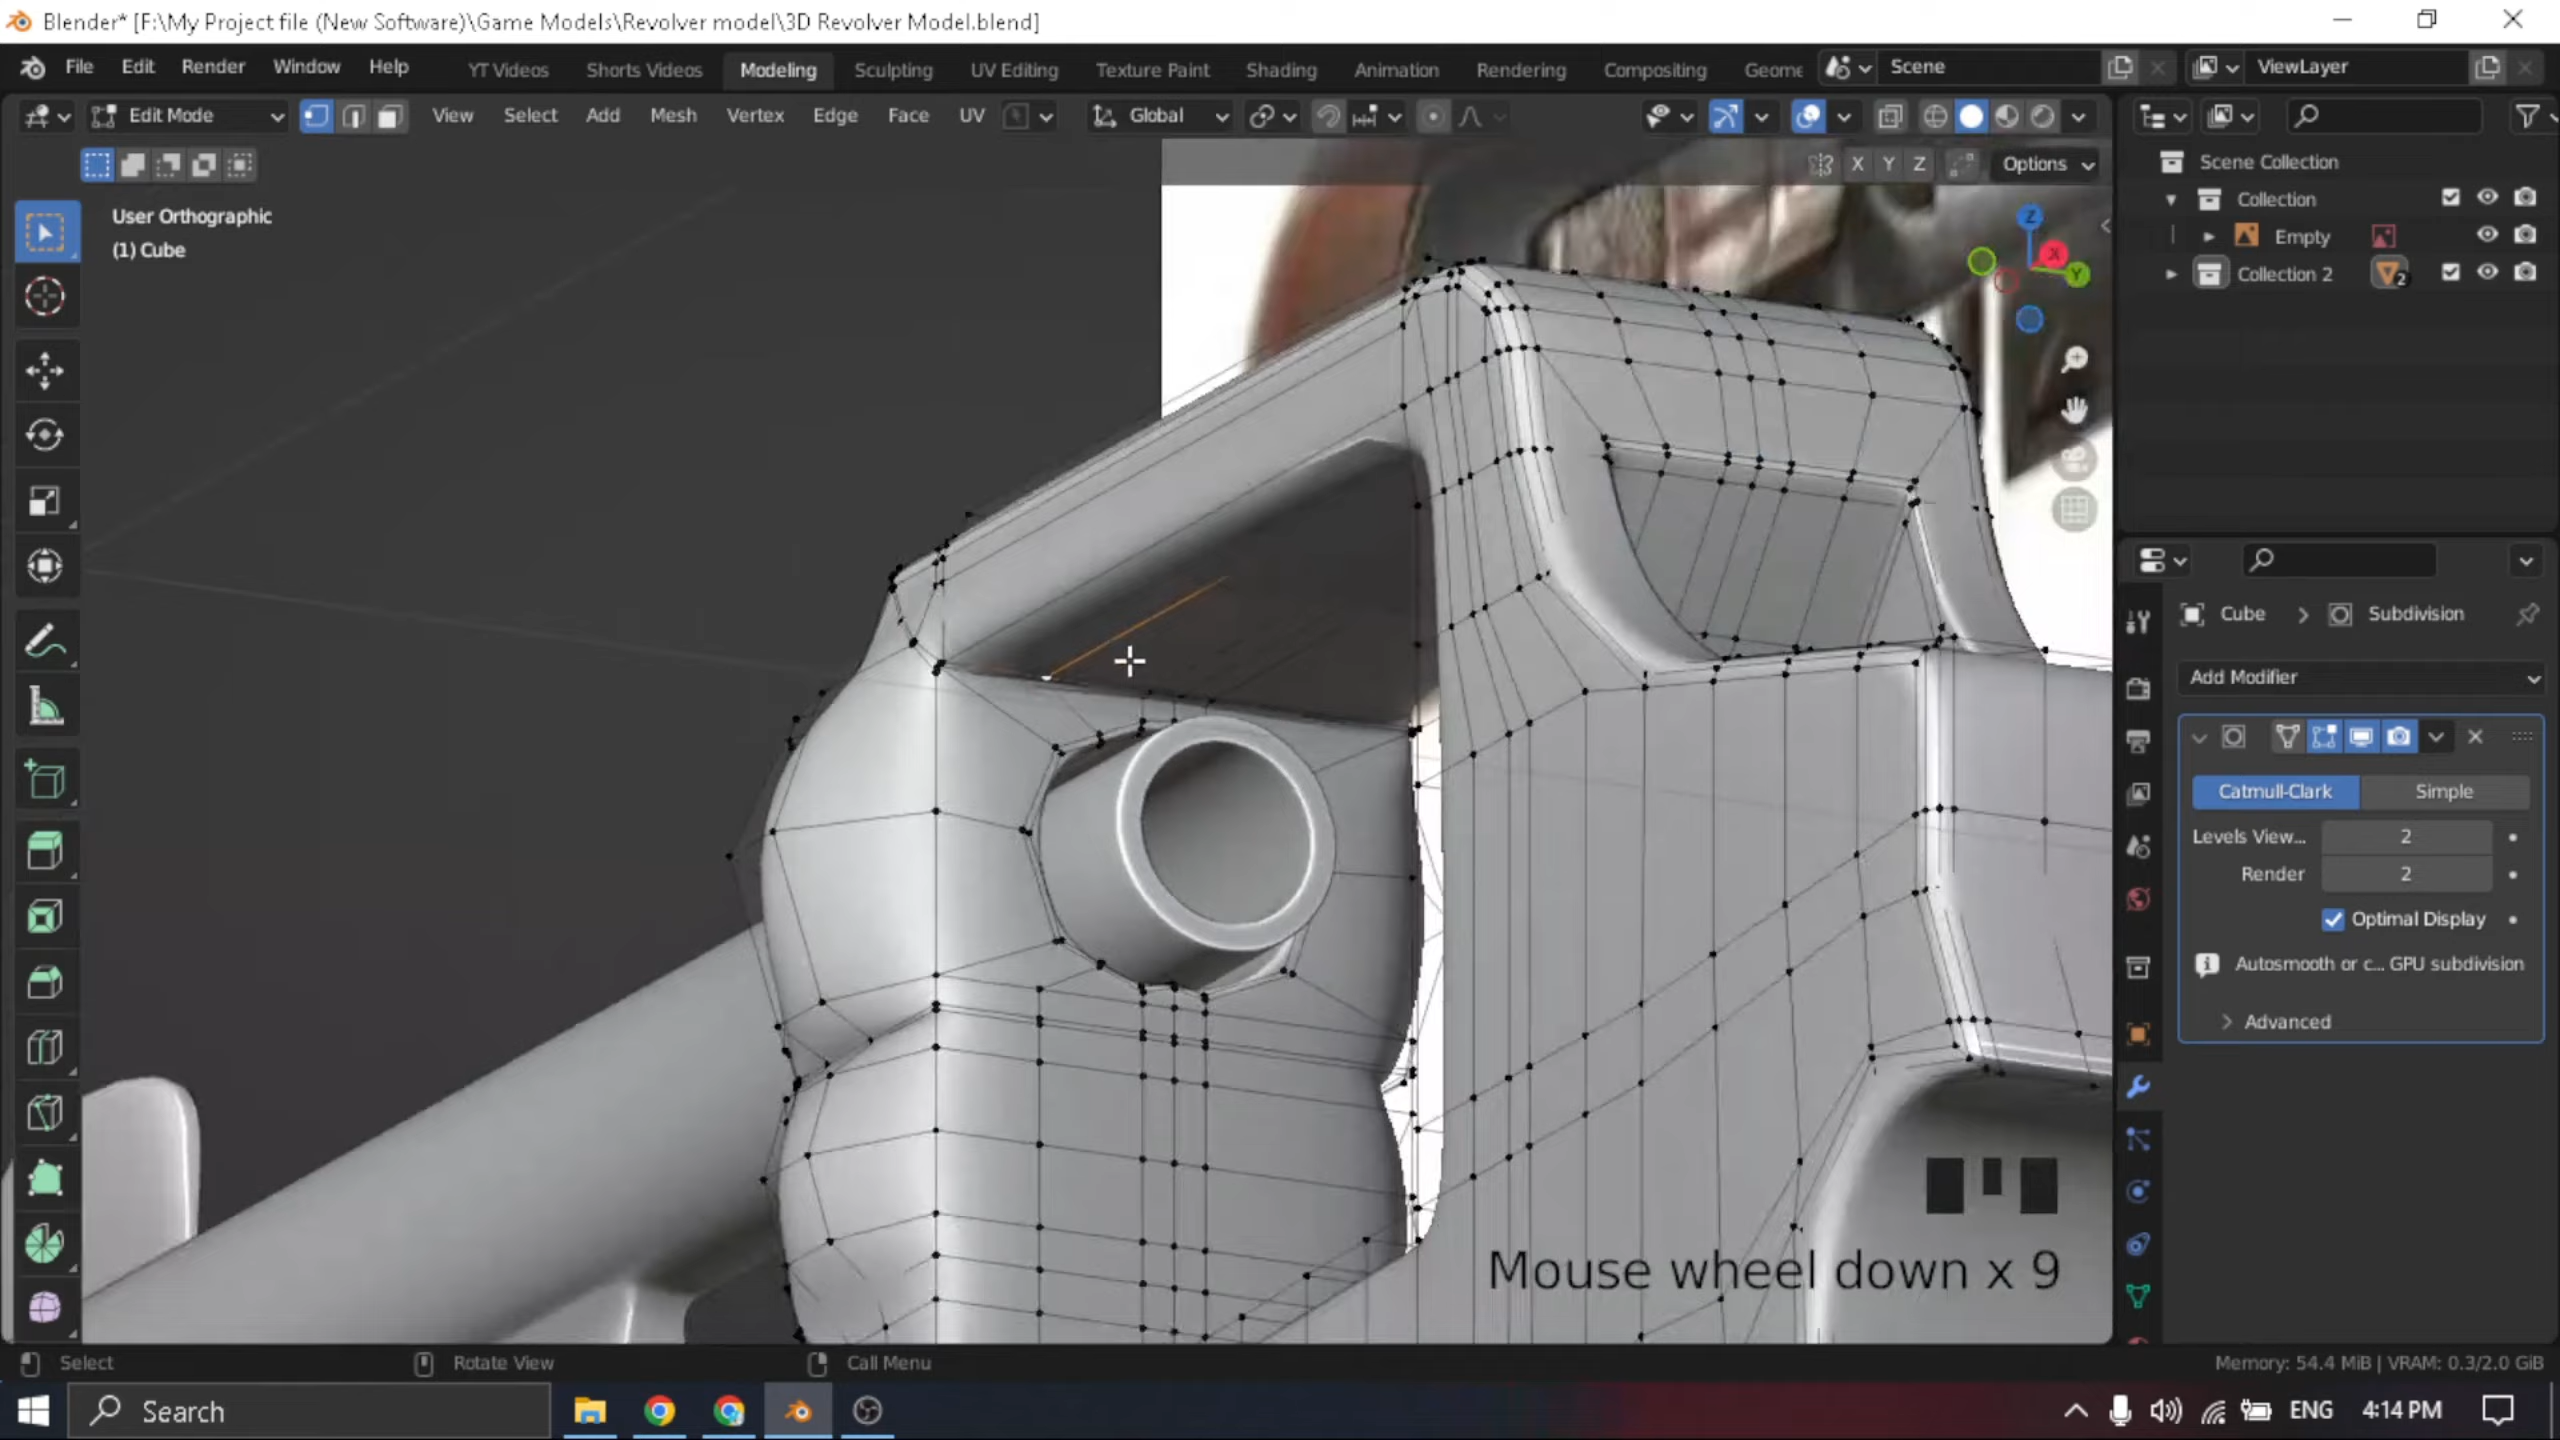 Blender* [F:\My Project file (New Software)\Game Models\Revolver model\3D Revolver Model.blend]
File Edit Render Window Help YT Videos Shorts Videos Modeling Sculpting UV Editing Texture Paint Shading Animation Rendering Compositing Geome Scene ViewLayer
Edit Mode View Select Add Mesh Vertex Edge Face UV Global
X Y Z Options
User Orthographic
(1) Cube
Z
X
Y
Scene Collection
Collection
Empty
Collection 2
2
Cube > Subdivision
Add Modifier
Catmull-Clark Simple
Levels View... 2
Render 2
Optimal Display
Autosmooth or c... GPU subdivision
Advanced
Mouse wheel down x 9
Select Rotate View Call Menu Memory: 54.4 MiB | VRAM: 0.3/2.0 GiB
Search ENG 4:14 PM